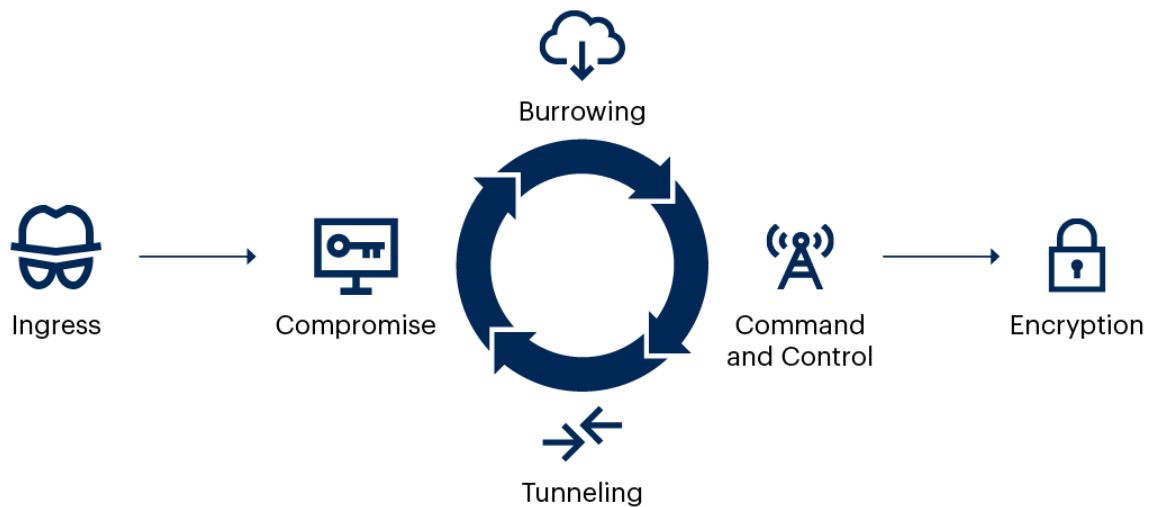 Burrowing
Ingress
Compromise
Command
and Control
Encryption
Tunneling